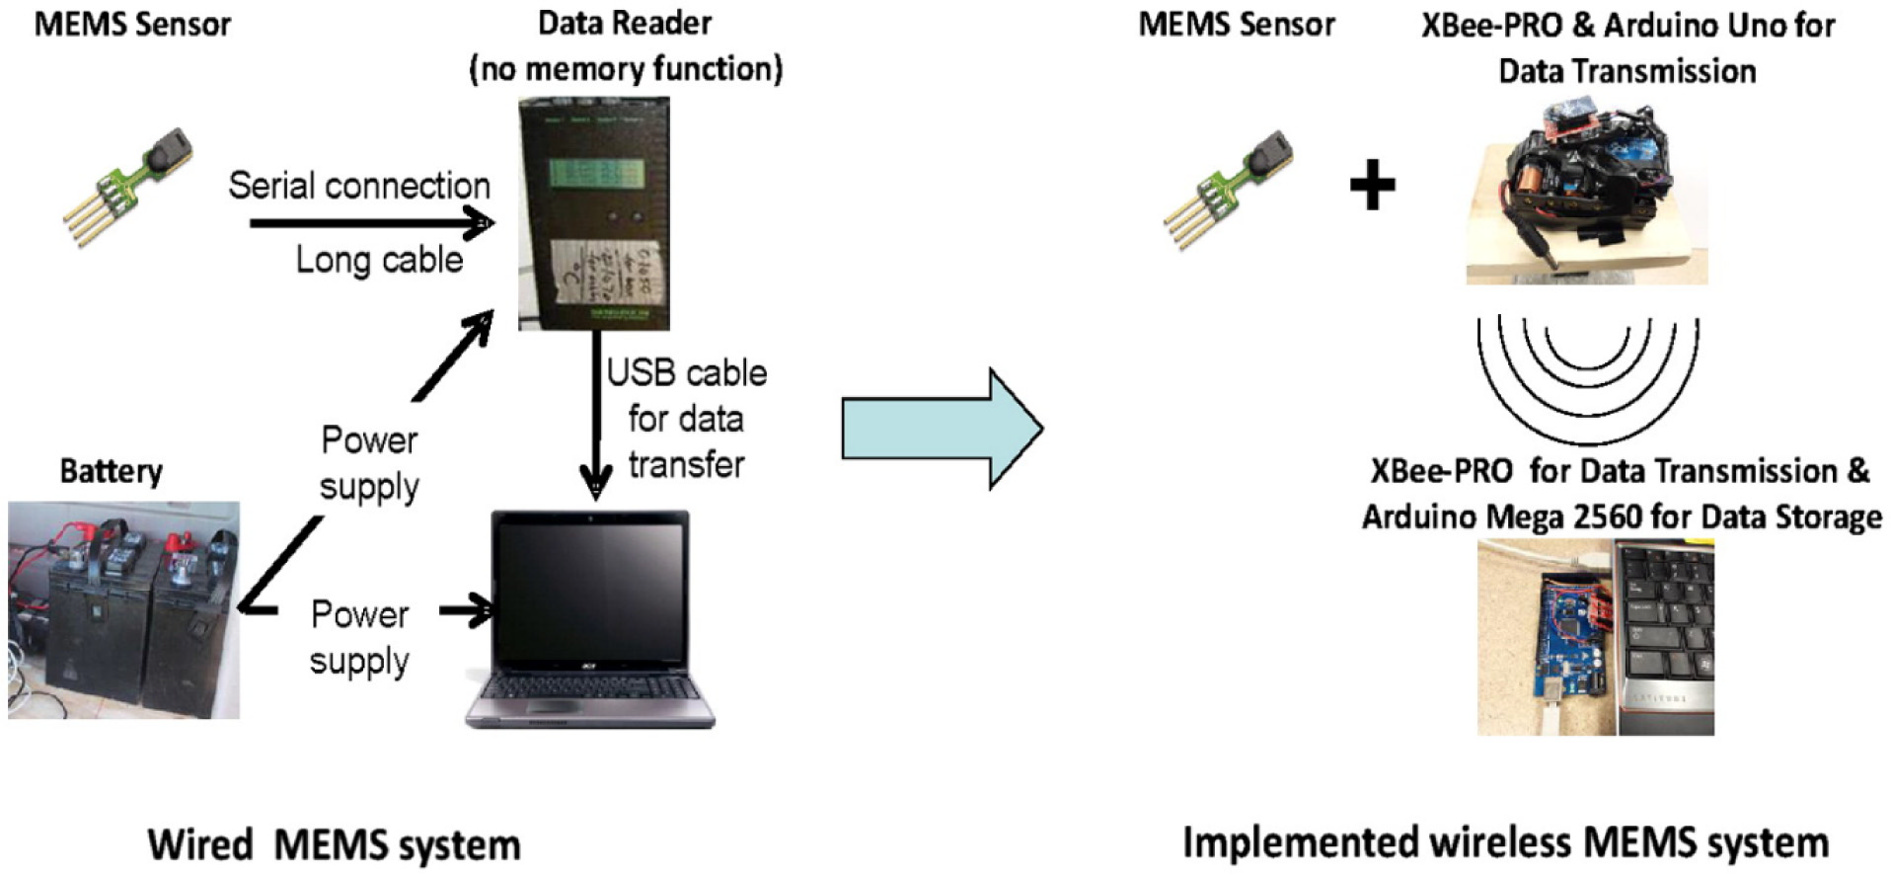 MEMS Sensor
Data Reader
(no memory function)
Serial connection
Long cable
USB cable
for data
transfer
Power
supply
Battery
Power
supply
acer
Wired MEMS system
MEMS Sensor
+
XBee-PRO & Arduino Uno for
Data Transmission
XBee-PRO for Data Transmission &
Arduino Mega 2560 for Data Storage
Implemented wireless MEMS system